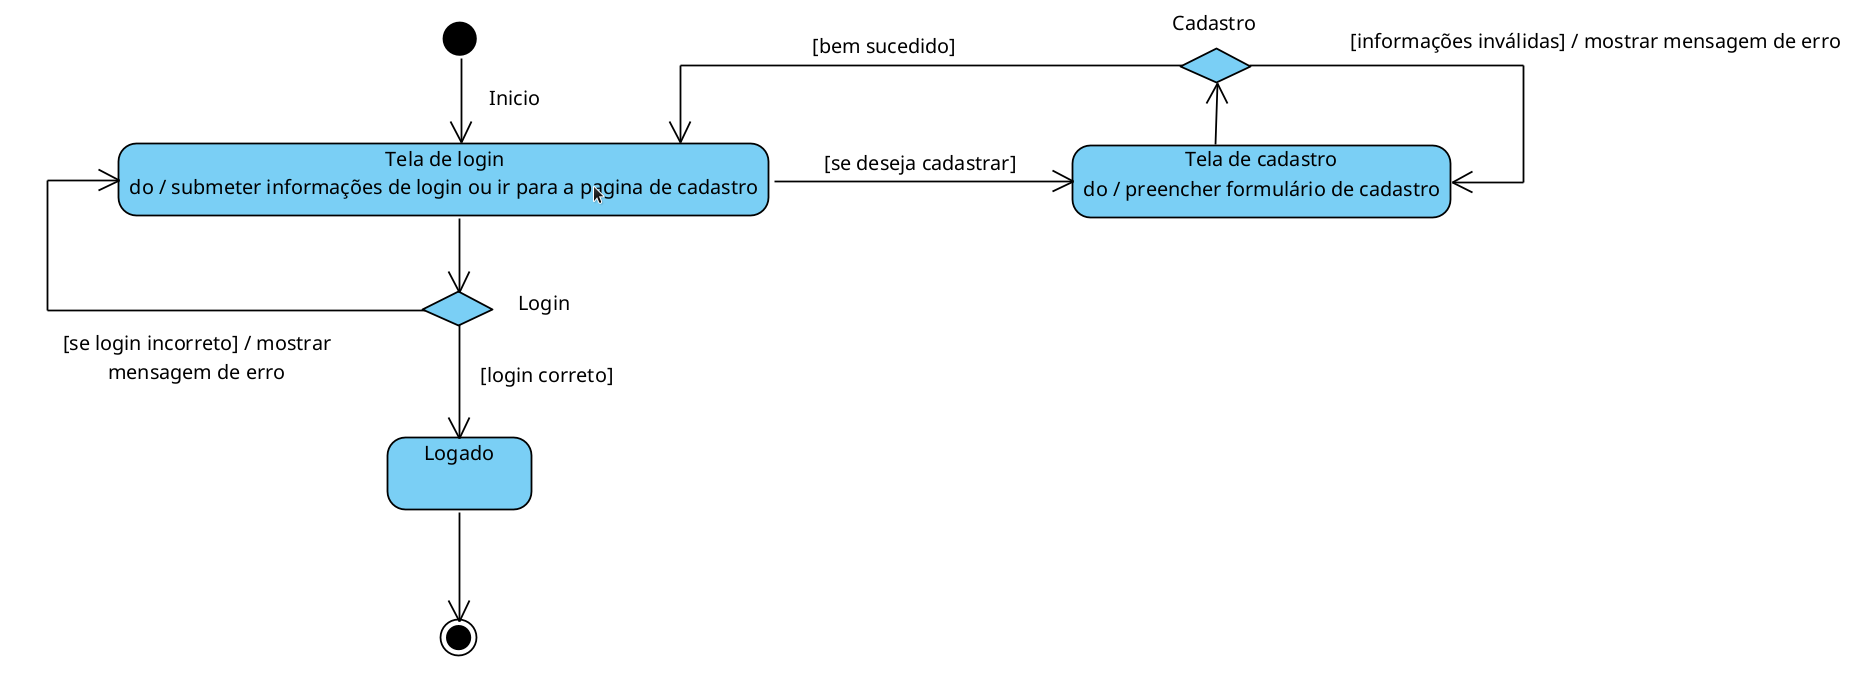 Cadastro
[bem sucedido]
[informações inválidas] / mostrar mensagem de erro
Inicio
Tela de login
do / submeter informações de login ou ir para a pagina de cadastro
[se deseja cadastrar]
Tela de cadastro
do / preencher formulário de cadastro
Login
[se login incorreto] / mostrar
mensagem de erro
[login correto]
Logado